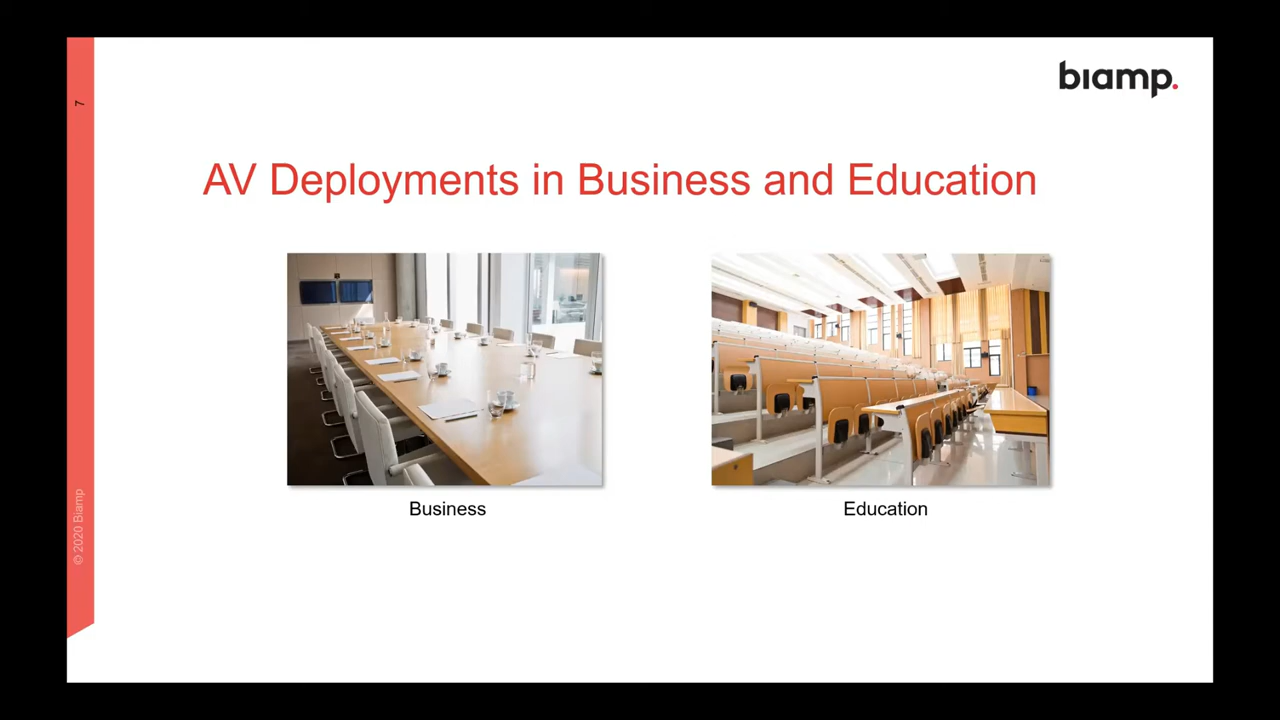 biamp.
7
AV Deployments in Business and Education
Business
Education
© 2020 Biamp